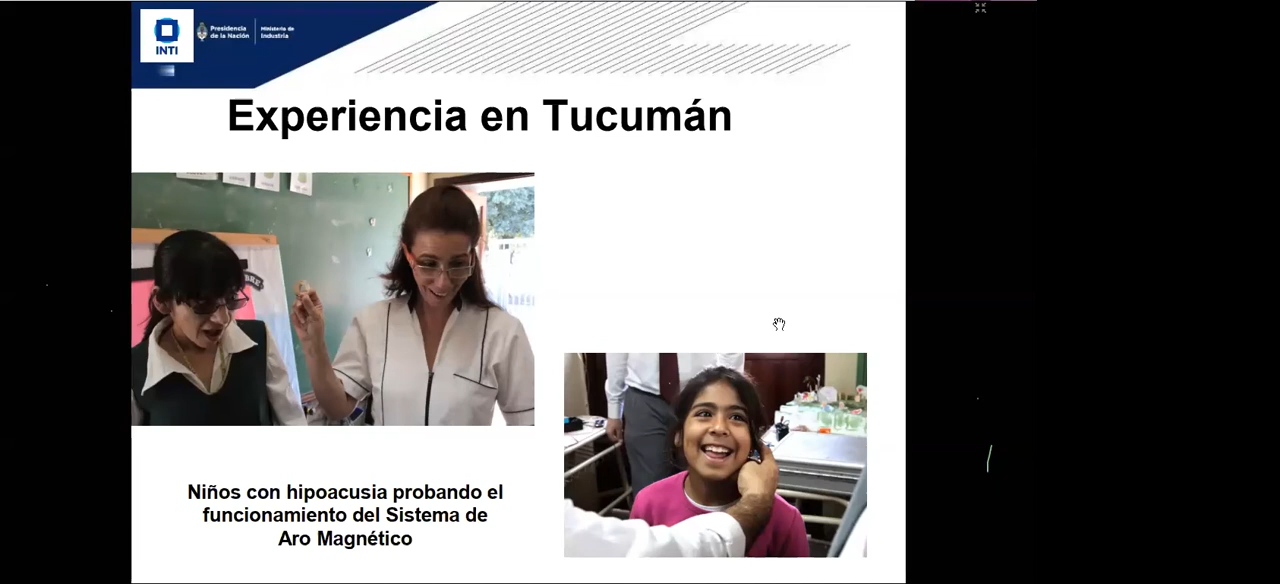 INTI
Presidencia
de la Nación
Ministerio de
Industria
Experiencia en Tucumán
Niños con hipoacusia probando el
funcionamiento del Sistema de
Aro Magnético